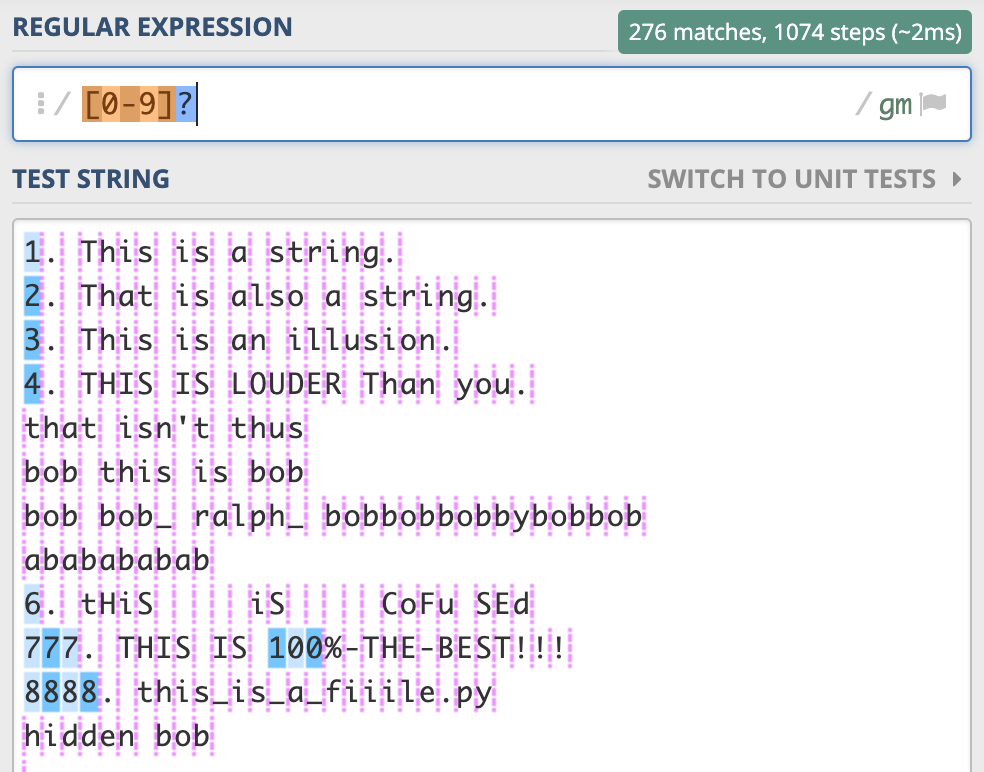 REGULAR EXPRESSION
276 matches, 1074 steps (~2ms)
/ [0-9]? / gm
TEST STRING
SWITCH TO UNIT TESTS
1. This is a string.
2. That is also a string.
3. This is an illusion.
4. THIS IS LOUDER Than you.
that isn't thus
bob this is bob
bob bob_ ralph_ bobbobbobbybobbob
ababababab
6. tHiS     iS     CoFu SEd
777. THIS IS 100%-THE-BEST!!!!
8888. this_is_a_fiiiile.py
hidden bob